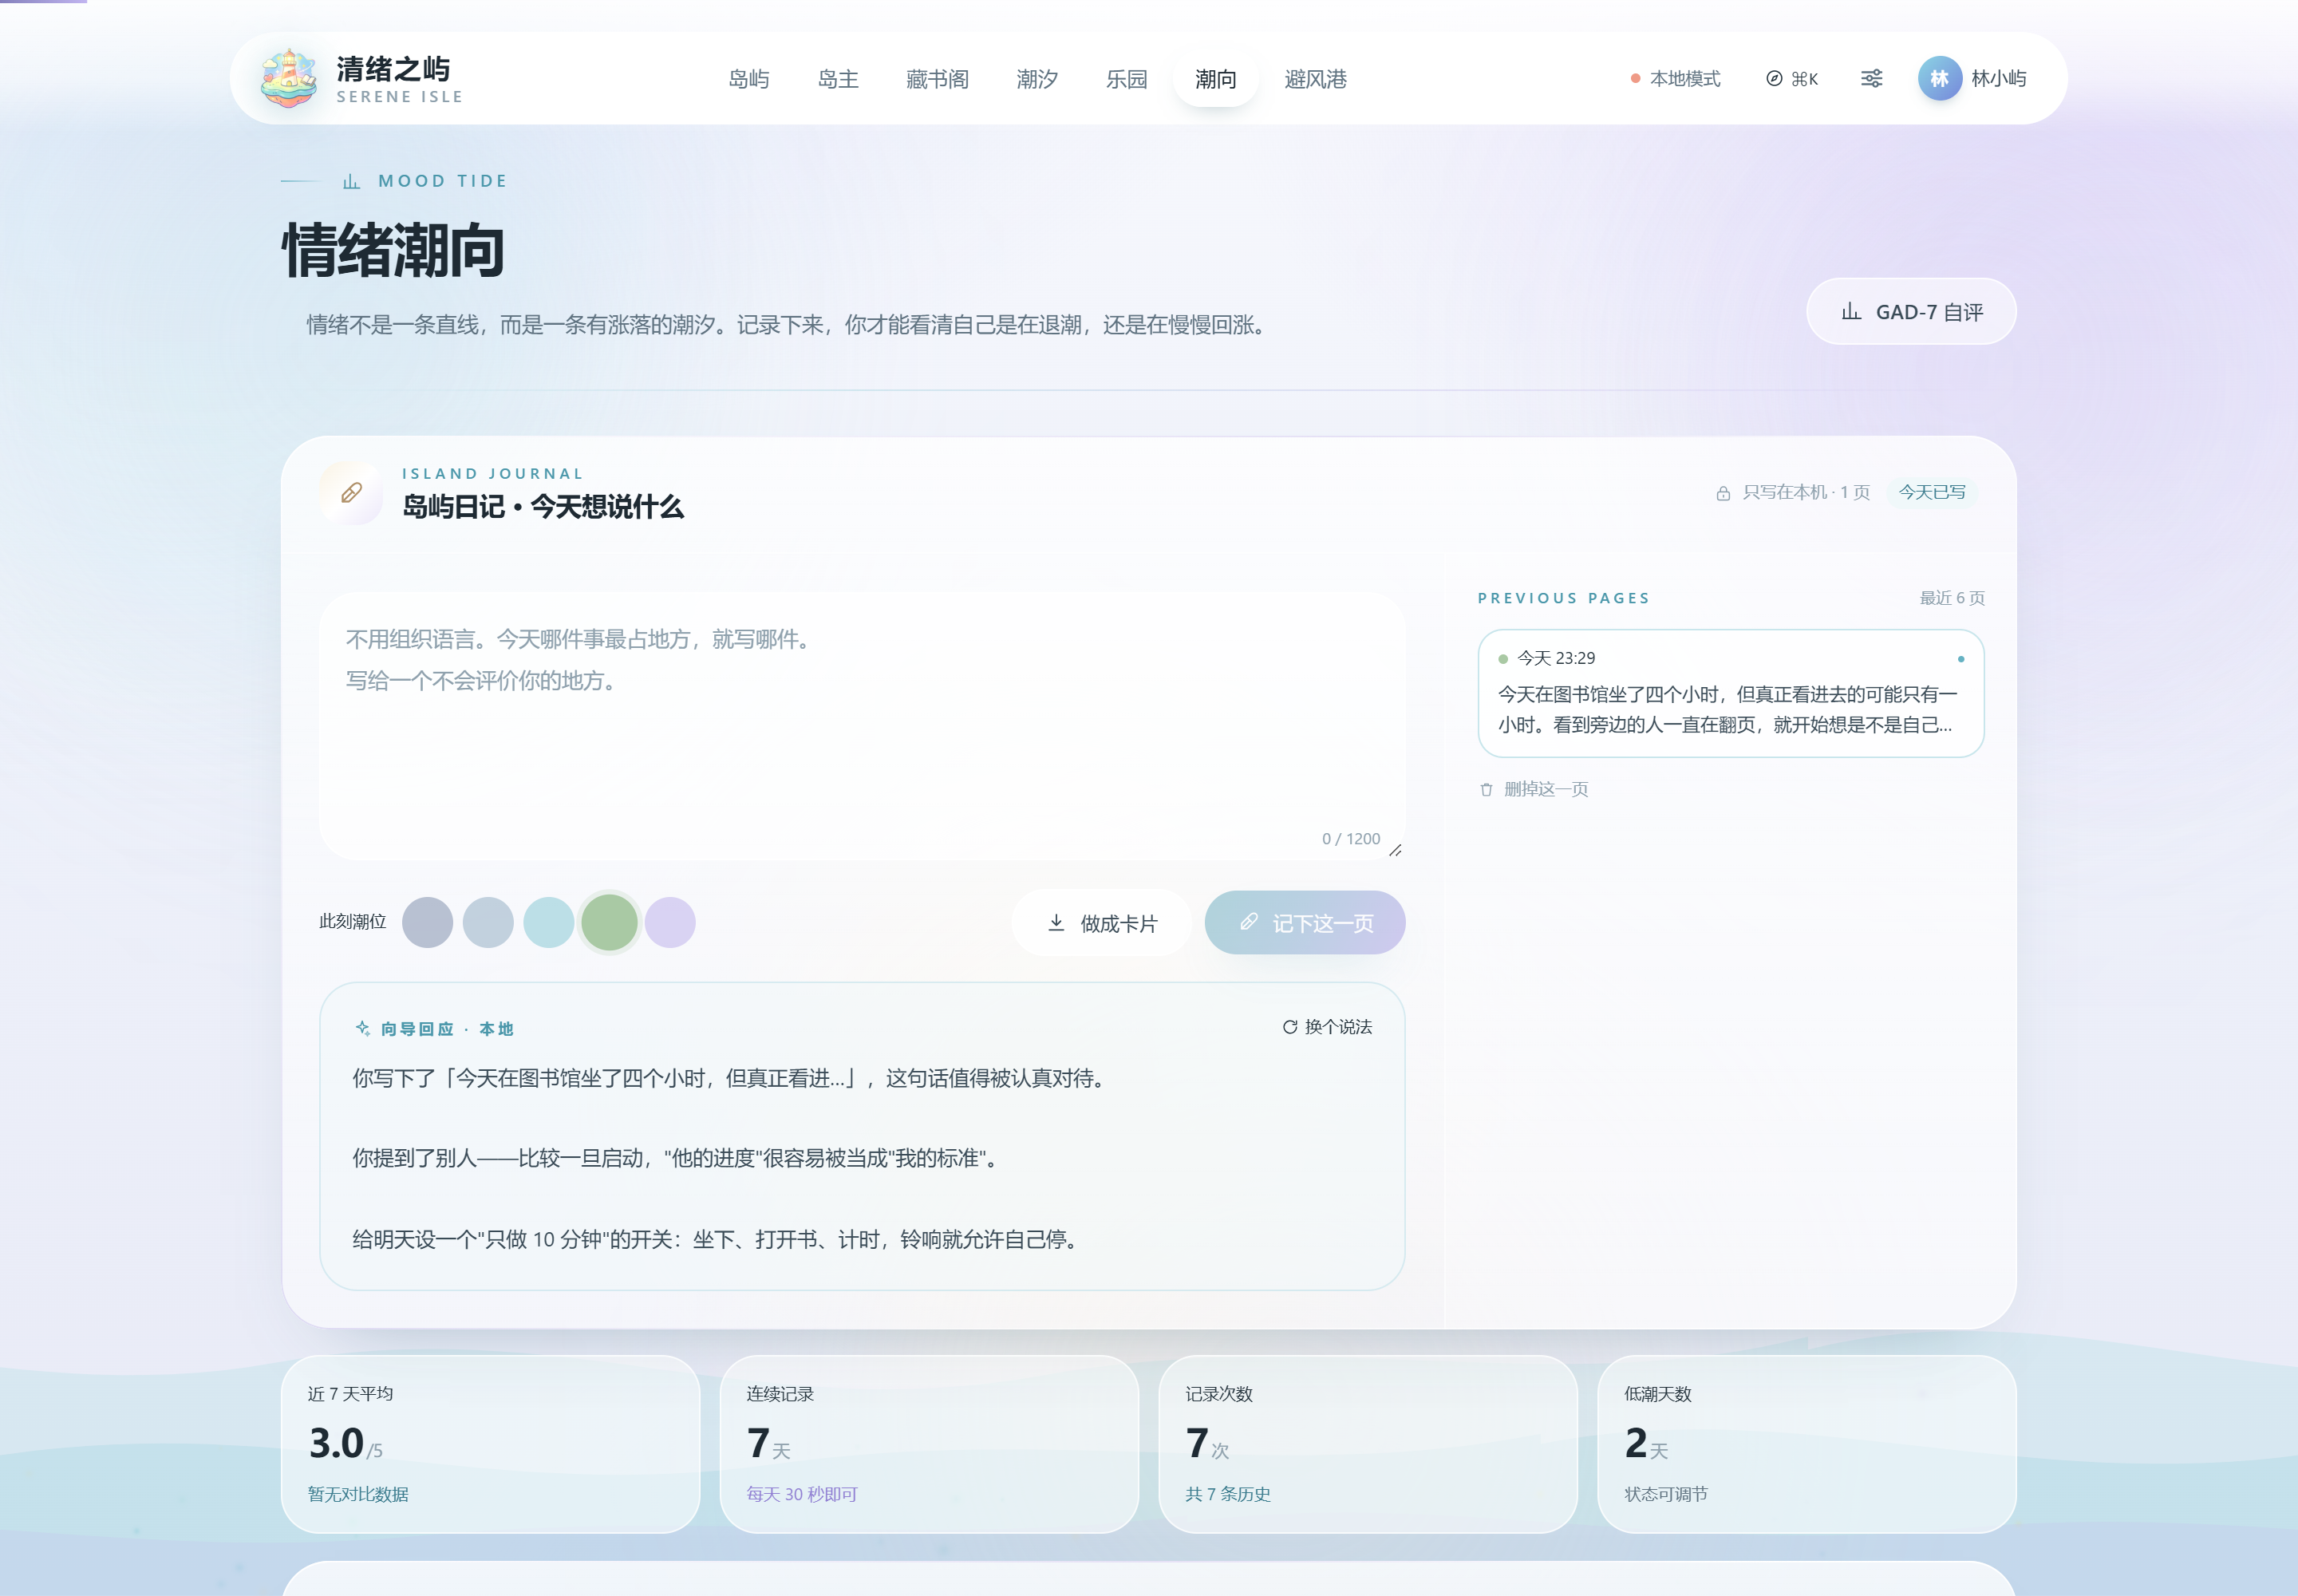 清绪之屿
SERENE ISLE
岛屿
岛主
藏书阁
潮汐
乐园
潮向
避风港
本地模式
⌘K
林
林小屿
MOOD TIDE
情绪潮向
情绪不是一条直线，而是一条有涨落的潮汐。记录下来，你才能看清自己是在退潮，还是在慢慢回涨。
GAD-7 自评
ISLAND JOURNAL
岛屿日记 • 今天想说什么
只写在本机 · 1 页
今天已写
不用组织语言。今天哪件事最占地方，就写哪件。
写给一个不会评价你的地方。
0 / 1200
此刻潮位
做成卡片
记下这一页
向导回应 · 本地
换个说法
你写下了「今天在图书馆坐了四个小时，但真正看进...」，这句话值得被认真对待。
你提到了别人——比较一旦启动，"他的进度"很容易被当成"我的标准"。
给明天设一个"只做 10 分钟"的开关：坐下、打开书、计时，铃响就允许自己停。
PREVIOUS PAGES
最近 6 页
今天 23:29
今天在图书馆坐了四个小时，但真正看进去的可能只有一
小时。看到旁边的人一直在翻页，就开始想是不是自己...
删掉这一页
近 7 天平均
3.0/5
暂无对比数据
连续记录
7天
每天 30 秒即可
记录次数
7次
共 7 条历史
低潮天数
2天
状态可调节